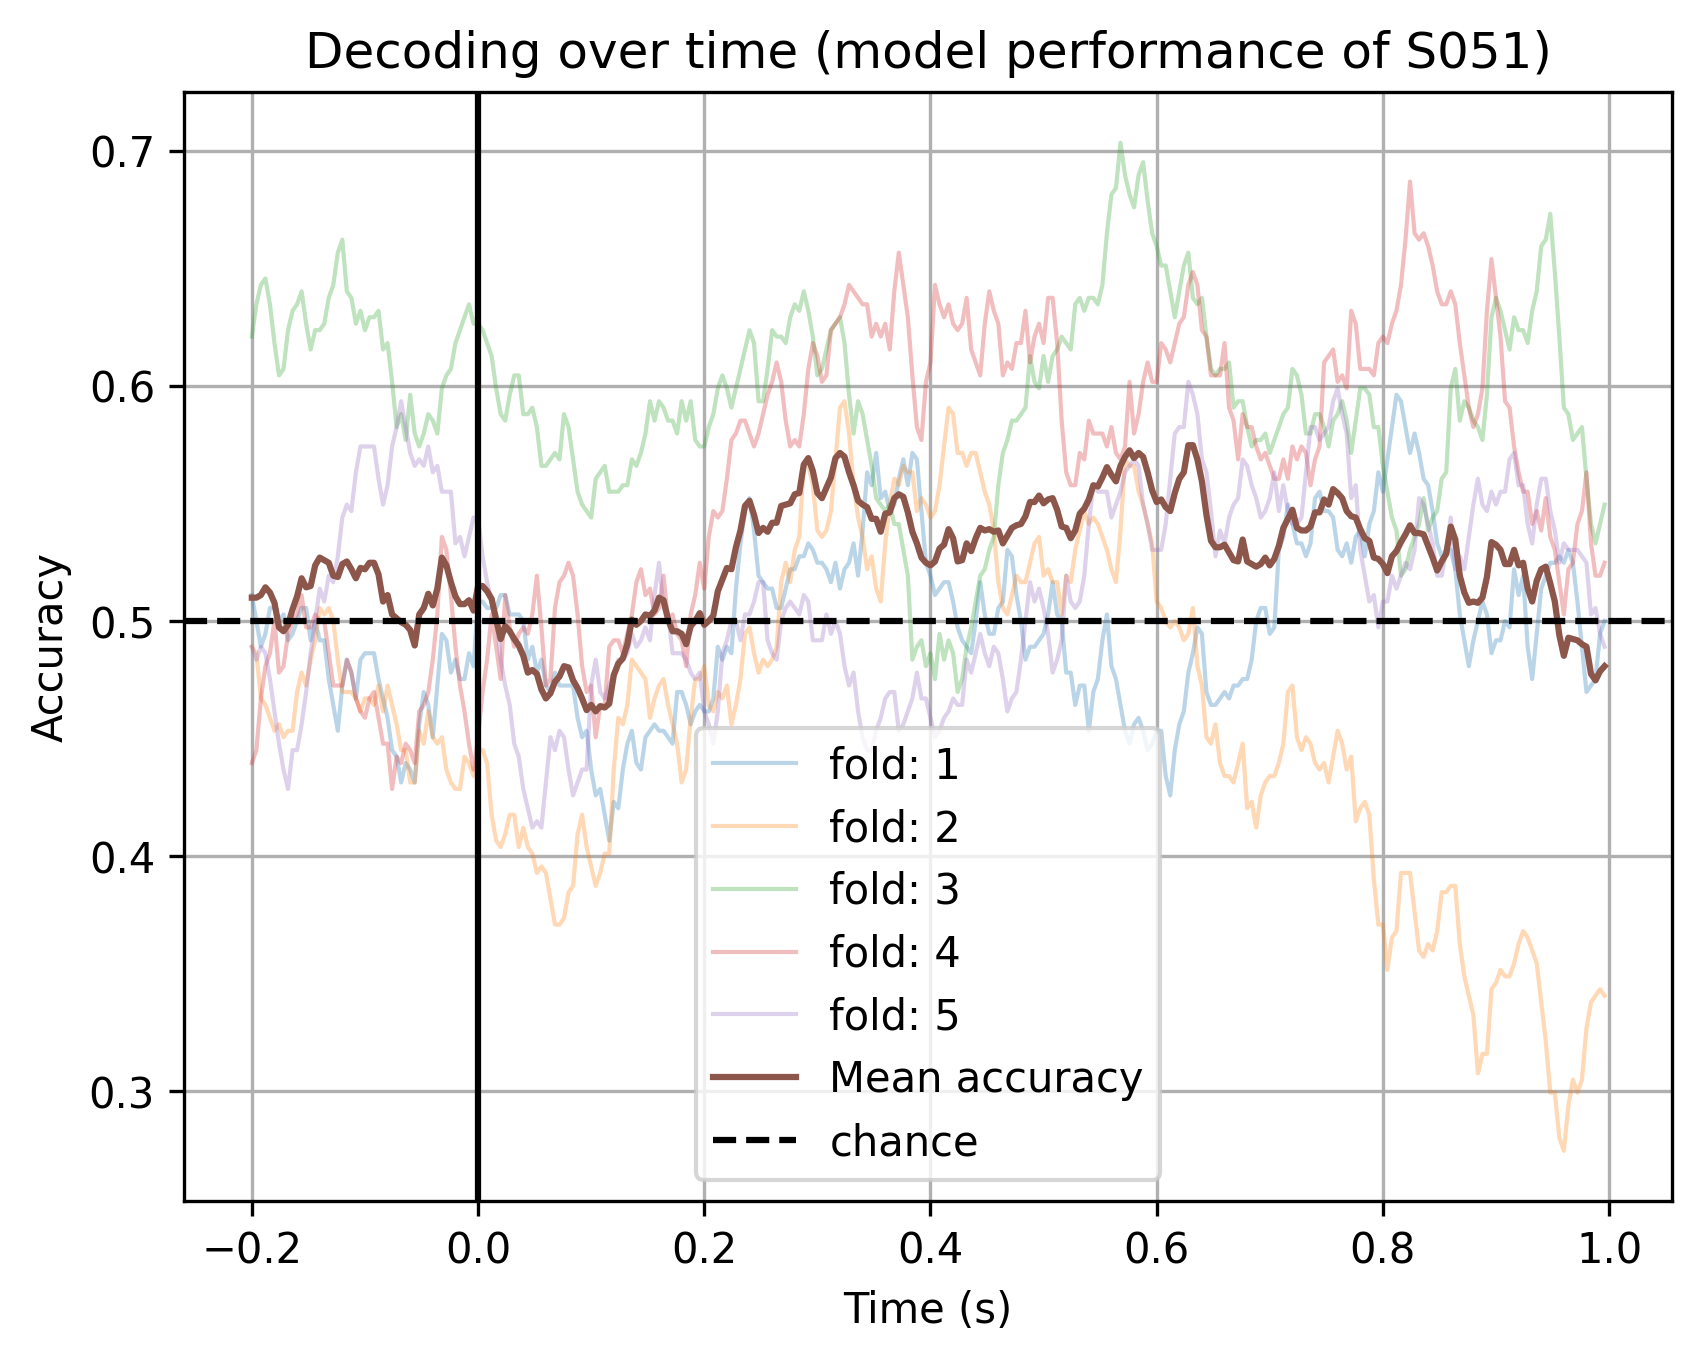 Decoding over time (model performance of S051)
0.7
0.6
0.5
0.4
0.3
Accuracy
fold: 1
fold: 2
fold: 3
fold: 4
fold: 5
Mean accuracy
chance
−0.2 0.0 0.2 0.4 0.6 0.8 1.0
Time (s)